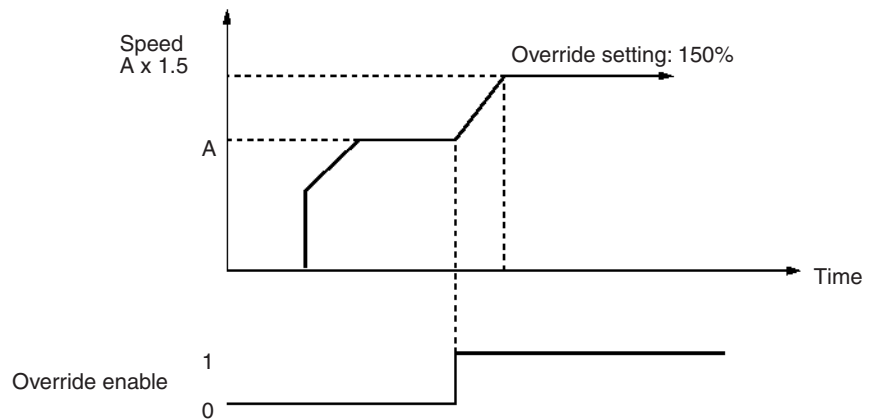 Speed
A x 1.5
Override setting: 150%
A
Time
1
Override enable
0